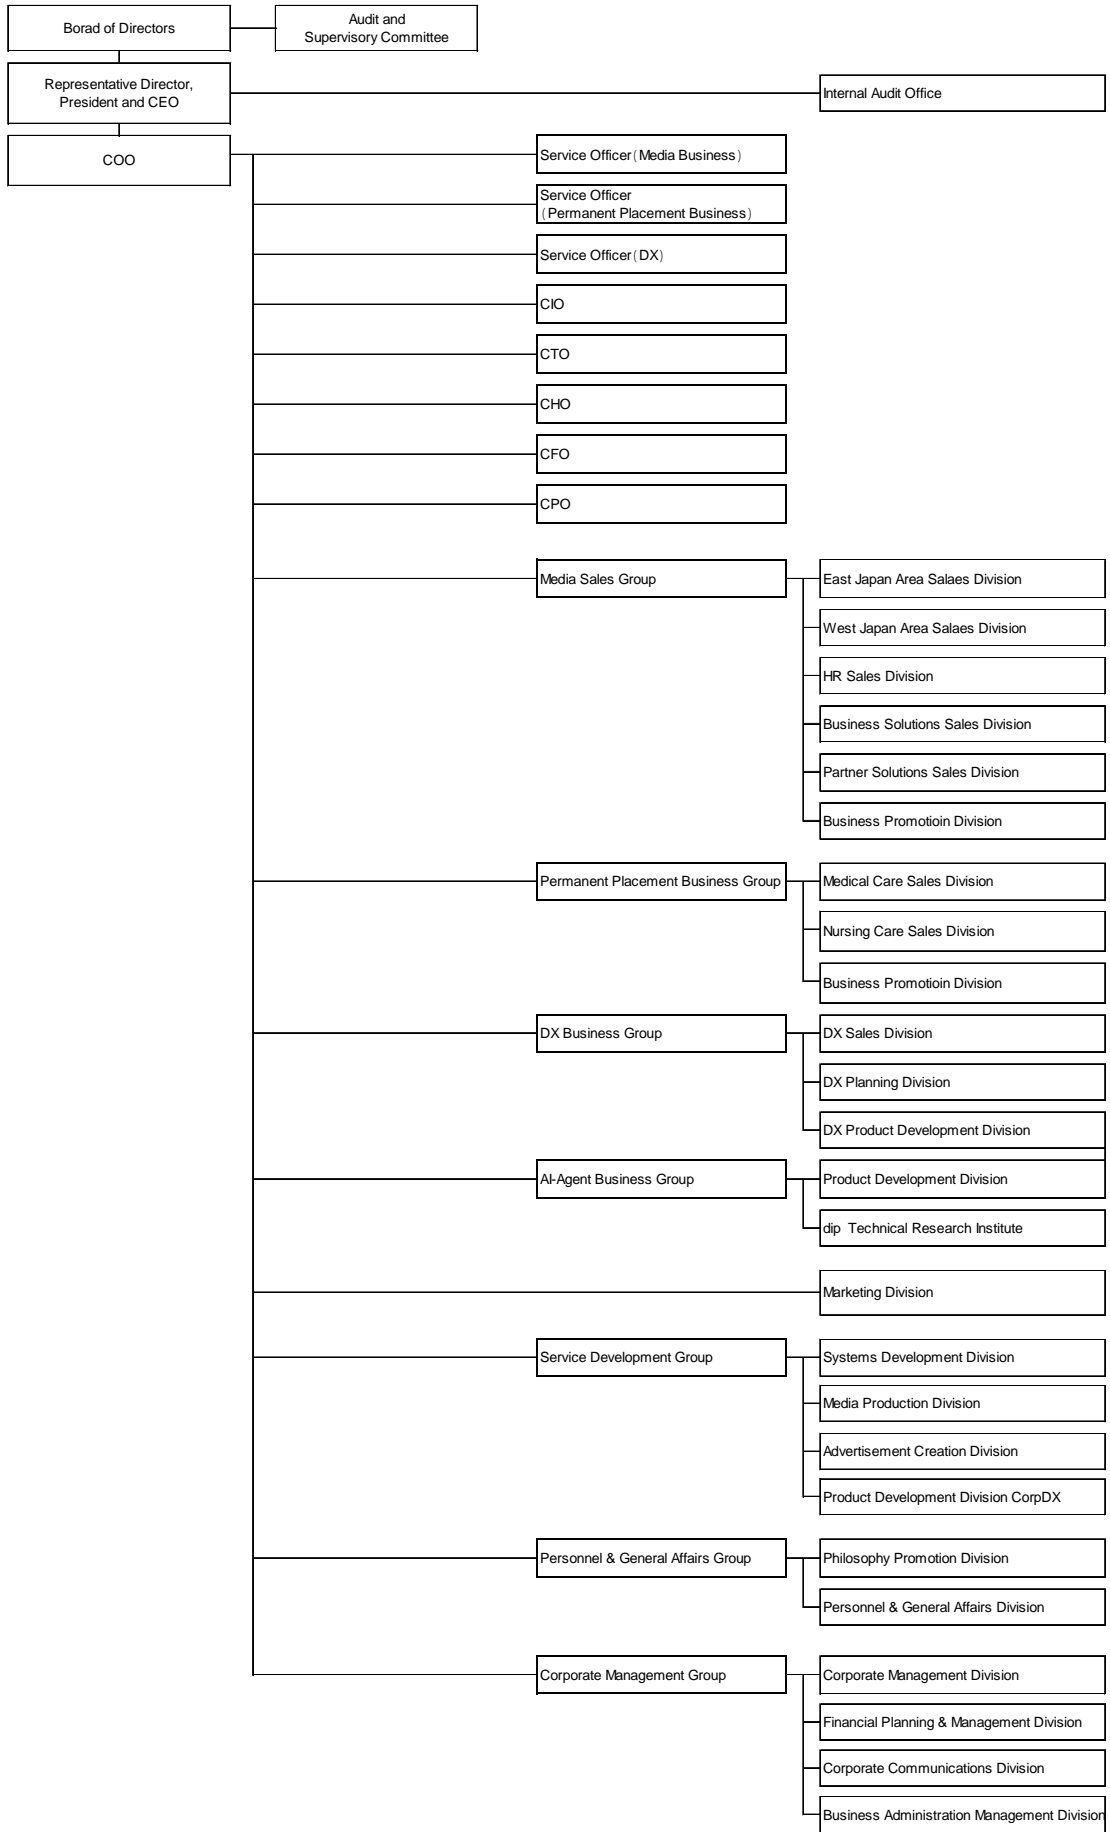 Borad of Directors
Audit and
Supervisory Committee
Representative Director,
President and CEO
Internal Audit Office
COO
Service Officer(Media Business)
Service Officer
(Permanent Placement Business)
Service Officer(DX)
CIO
CTO
CHO
CFO
CPO
Media Sales Group
East Japan Area Salaes Division
West Japan Area Salaes Division
HR Sales Division
Business Solutions Sales Division
Partner Solutions Sales Division
Business Promotioin Division
Permanent Placement Business Group
Medical Care Sales Division
Nursing Care Sales Division
Business Promotioin Division
DX Business Group
DX Sales Division
DX Planning Division
DX Product Development Division
AI-Agent Business Group
Product Development Division
dip Technical Research Institute
Marketing Division
Service Development Group
Systems Development Division
Media Production Division
Advertisement Creation Division
Product Development Division CorpDX
Personnel & General Affairs Group
Philosophy Promotion Division
Personnel & General Affairs Division
Corporate Management Group
Corporate Management Division
Financial Planning & Management Division
Corporate Communications Division
Business Administration Management Division